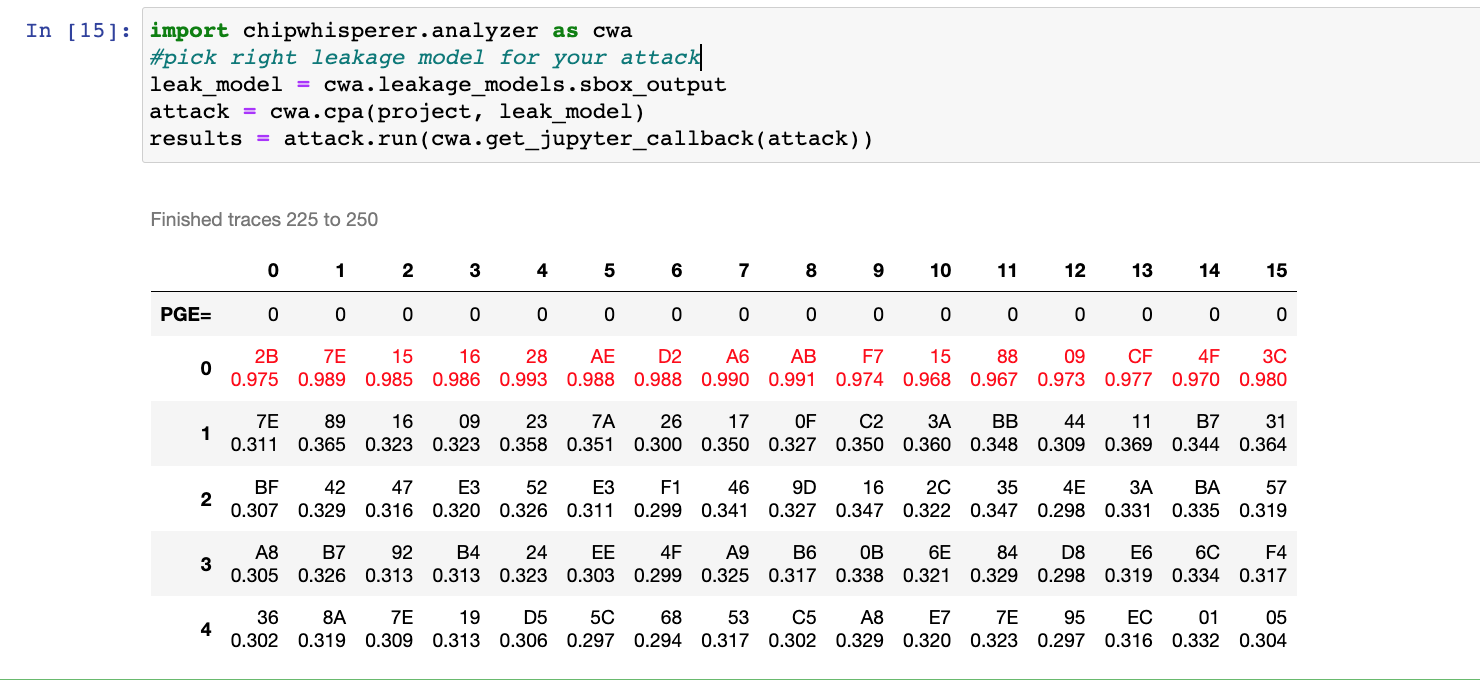 In [15]: import chipwhisperer.analyzer as cwa
#pick right leakage model for your attack
leak_model = cwa.leakage_models.sbox_output
attack = cwa.cpa(project, leak_model)
results = attack.run(cwa.get_jupyter_callback(attack))
Finished traces 225 to 250
0 1 2 3 4 5 6 7 8 9 10 11 12 13 14 15
PGE= 0 0 0 0 0 0 0 0 0 0 0 0 0 0 0 0
2B 7E 15 16 28 AE D2 A6 AB F7 15 88 09 CF 4F 3C
0
0.975 0.989 0.985 0.986 0.993 0.988 0.988 0.990 0.991 0.974 0.968 0.967 0.973 0.977 0.970 0.980
7E 89 16 09 23 7A 26 17 0F C2 3A BB 44 11 B7 31
1
0.311 0.365 0.323 0.323 0.358 0.351 0.300 0.350 0.327 0.350 0.360 0.348 0.309 0.369 0.344 0.364
BF 42 47 E3 52 E3 F1 46 9D 16 2C 35 4E 3A BA 57
2
0.307 0.329 0.316 0.320 0.326 0.311 0.299 0.341 0.327 0.347 0.322 0.347 0.298 0.331 0.335 0.319
A8 B7 92 B4 24 EE 4F A9 B6 0B 6E 84 D8 E6 6C F4
3
0.305 0.326 0.313 0.313 0.323 0.303 0.299 0.325 0.317 0.338 0.321 0.329 0.298 0.319 0.334 0.317
36 8A 7E 19 D5 5C 68 53 C5 A8 E7 7E 95 EC 01 05
4
0.302 0.319 0.309 0.313 0.306 0.297 0.294 0.317 0.302 0.329 0.320 0.323 0.297 0.316 0.332 0.304